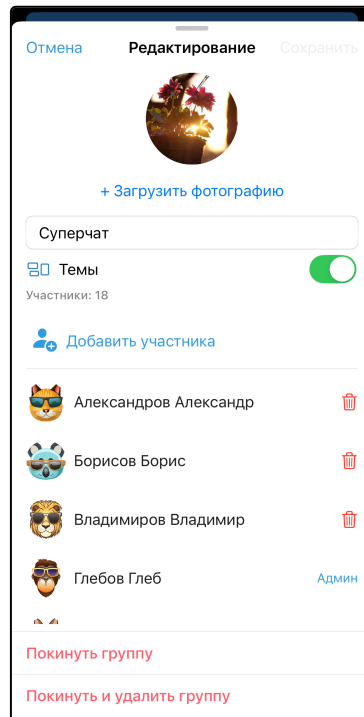 Отмена Редактирование Сохранить
+ Загрузить фотографию
Суперчат
Темы
Участники: 18
Добавить участника
Александров Александр
Борисов Борис
Владимиров Владимир
Глебов Глеб Админ
Покинуть группу
Покинуть и удалить группу